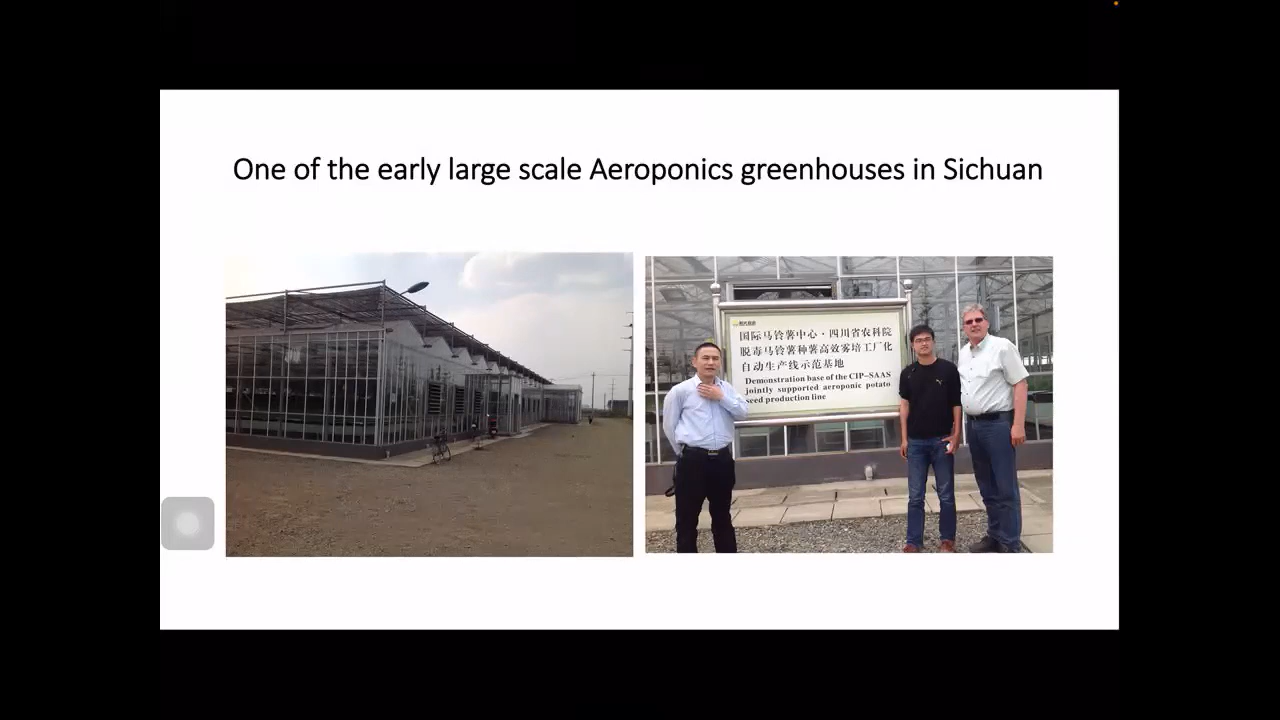 One of the early large scale Aeroponics greenhouses in Sichuan
国际马铃薯中心·四川省农科院
脱毒马铃薯种薯高效雾培工厂化
自动生产线示范基地
Demonstration base of the CIP-SAAS
jointly supported aeroponic potato
seed production line